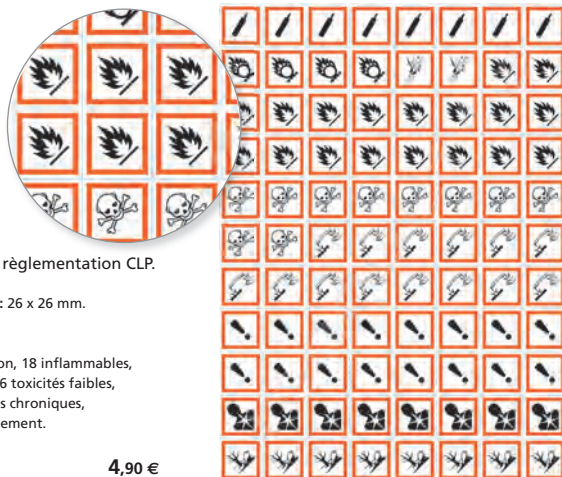 règlementation CLP.
: 26 x 26 mm.
on, 18 inflammables,
6 toxicités faibles,
s chroniques,
ement.
4,90 €